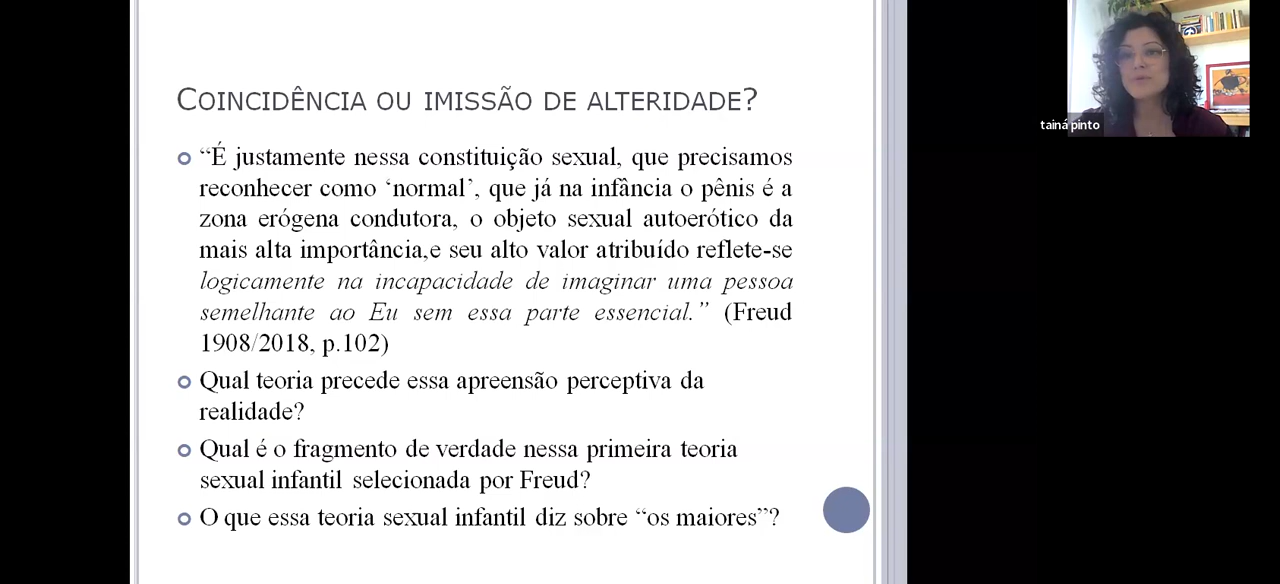 COINCIDÊNCIA OU IMISSÃO DE ALTERIDADE?
“É justamente nessa constituição sexual, que precisamos
reconhecer como ‘normal’, que já na infância o pênis é a
zona erógena condutora, o objeto sexual autoerótico da
mais alta importância,e seu alto valor atribuído reflete-se
logicamente na incapacidade de imaginar uma pessoa
semelhante ao Eu sem essa parte essencial.” (Freud
1908/2018, p.102)
Qual teoria precede essa apreensão perceptiva da
realidade?
Qual é o fragmento de verdade nessa primeira teoria
sexual infantil selecionada por Freud?
O que essa teoria sexual infantil diz sobre “os maiores”?
tainá pinto